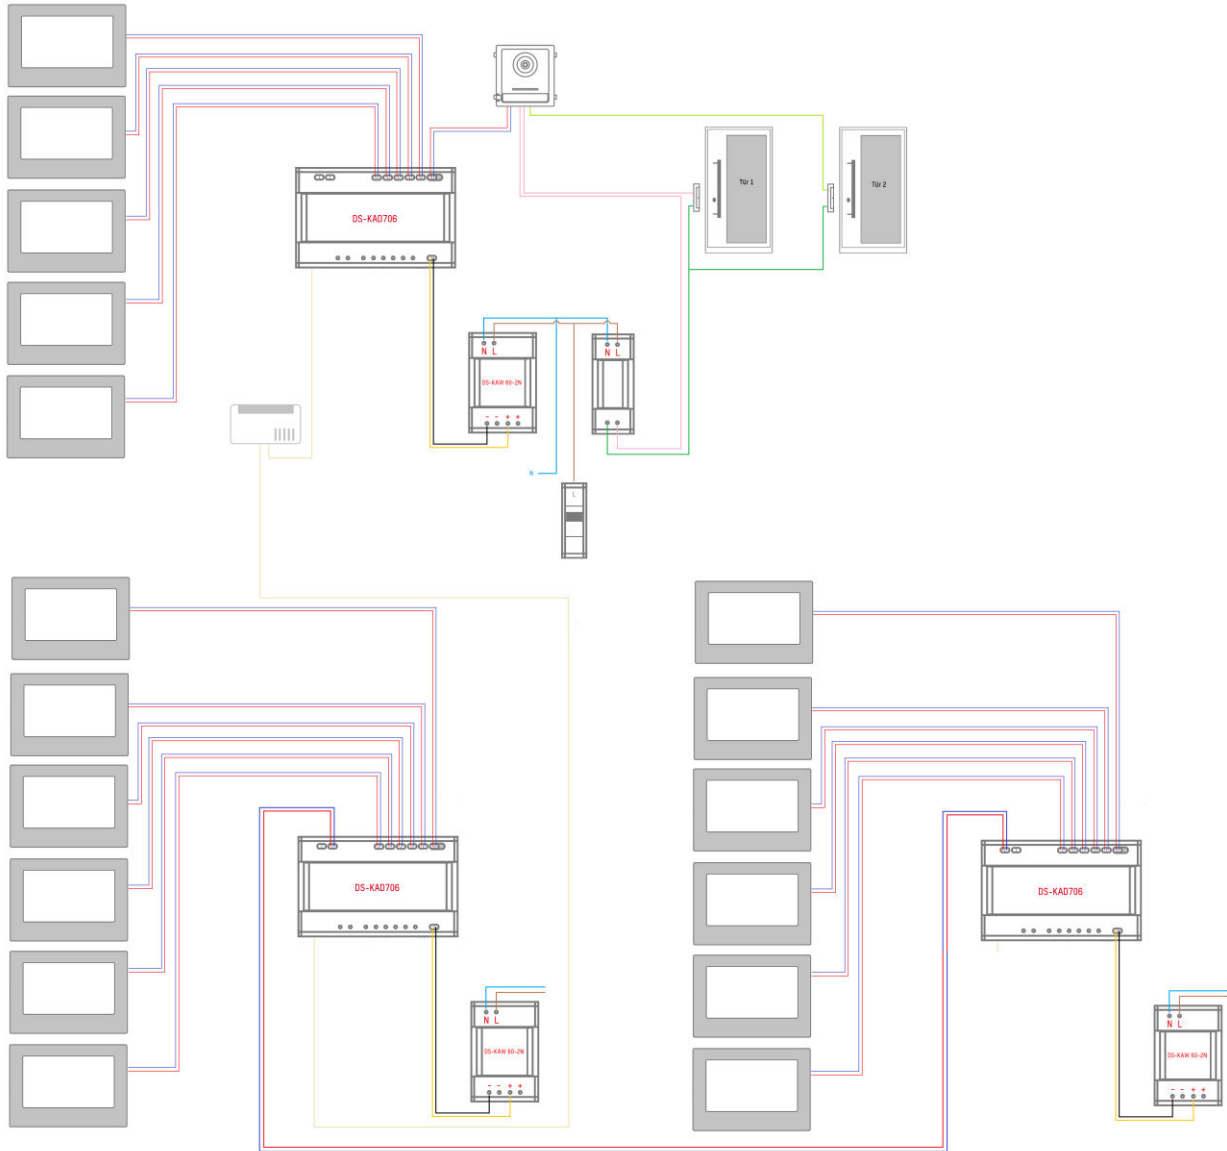 Tür 1
Tür 2
DS-KAD706
N L
N L
DS-KAW 60-2N
- - + +
N
L
DS-KAD706
DS-KAD706
N L
DS-KAW 60-2N
- - + +
N L
DS-KAW 60-2N
- - + +